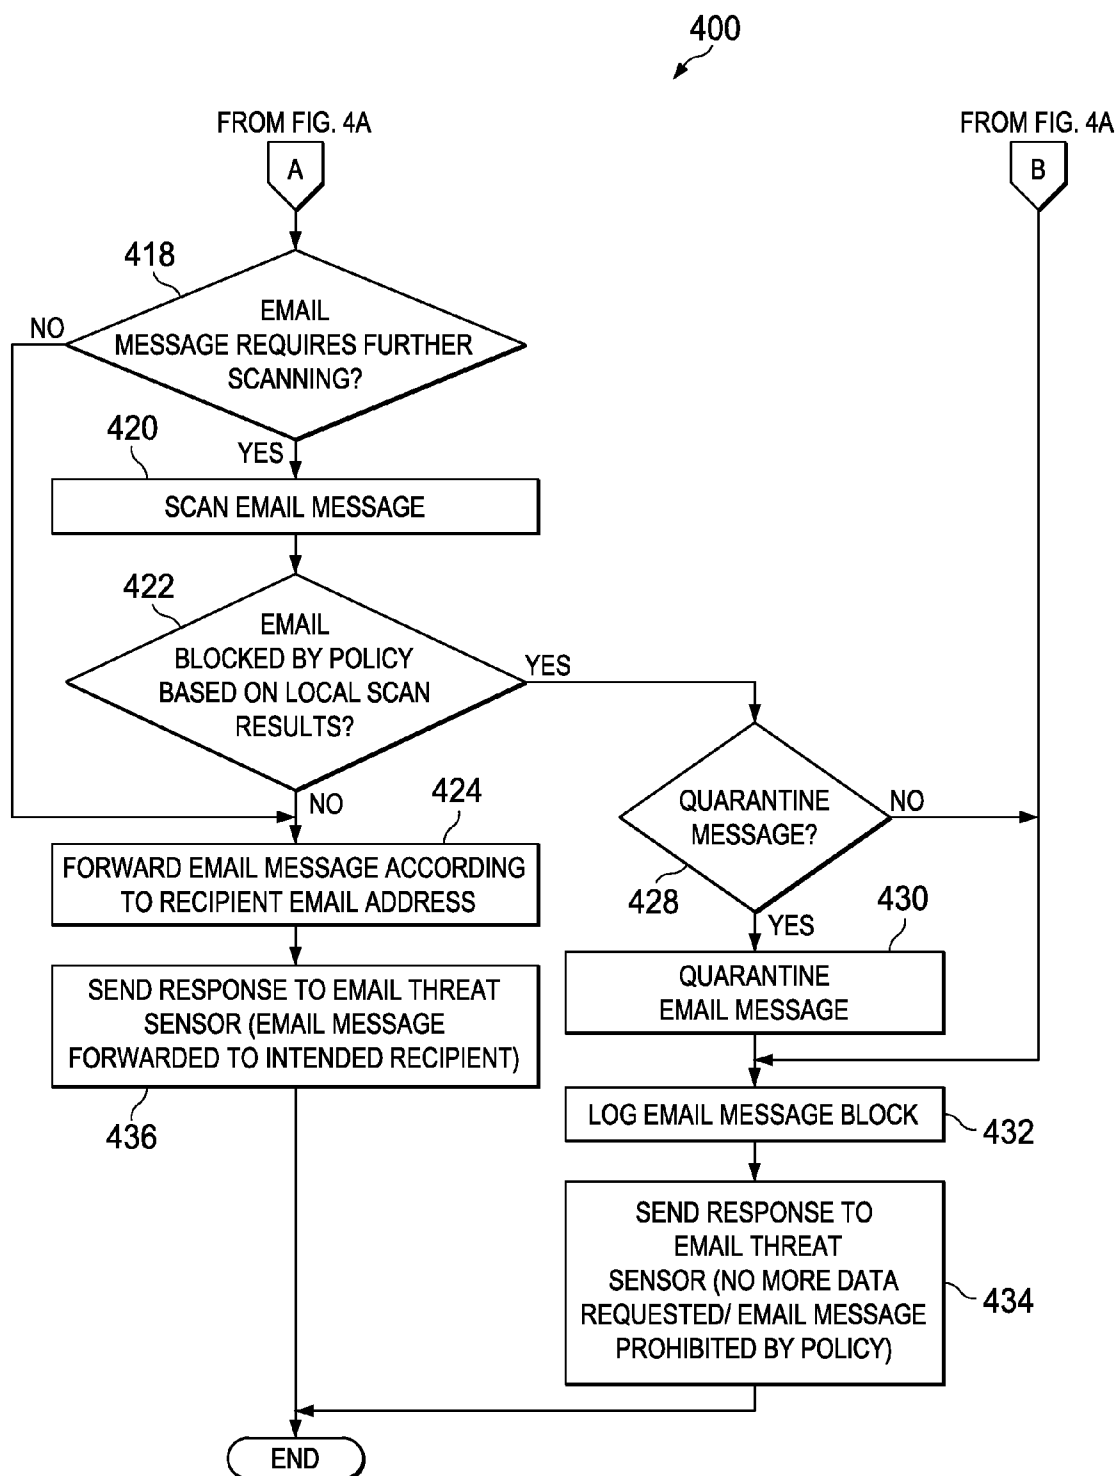 400
FROM FIG. 4A
A
FROM FIG. 4A
B
418
EMAIL
MESSAGE REQUIRES FURTHER
SCANNING?
NO
YES
420
SCAN EMAIL MESSAGE
422
EMAIL
BLOCKED BY POLICY
BASED ON LOCAL SCAN
RESULTS?
YES
NO
424
FORWARD EMAIL MESSAGE ACCORDING
TO RECIPIENT EMAIL ADDRESS
QUARANTINE
MESSAGE?
NO
428
YES
430
QUARANTINE
EMAIL MESSAGE
SEND RESPONSE TO EMAIL THREAT
SENSOR (EMAIL MESSAGE
FORWARDED TO INTENDED RECIPIENT)
436
LOG EMAIL MESSAGE BLOCK
432
SEND RESPONSE TO
EMAIL THREAT
SENSOR (NO MORE DATA
REQUESTED/ EMAIL MESSAGE
PROHIBITED BY POLICY)
434
END